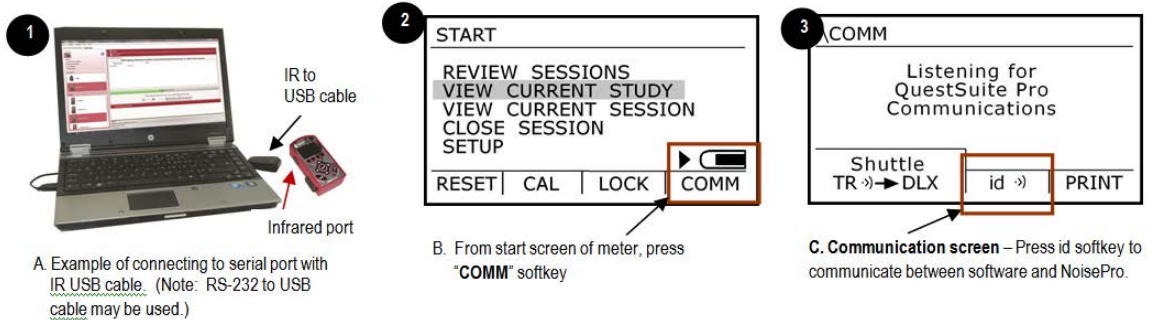 1
IR to
USB cable
Infrared port
A. Example of connecting to serial port with
IR USB cable. (Note: RS-232 to USB
cable may be used.)
2
START
REVIEW SESSIONS
VIEW CURRENT STUDY
VIEW CURRENT SESSION
CLOSE SESSION
SETUP
RESET CAL LOCK COMM
B. From start screen of meter, press
"COMM" softkey
3
\COMM
Listening for
QuestSuite Pro
Communications
Shuttle
TR DLX id PRINT
C. Communication screen – Press id softkey to
communicate between software and NoisePro.